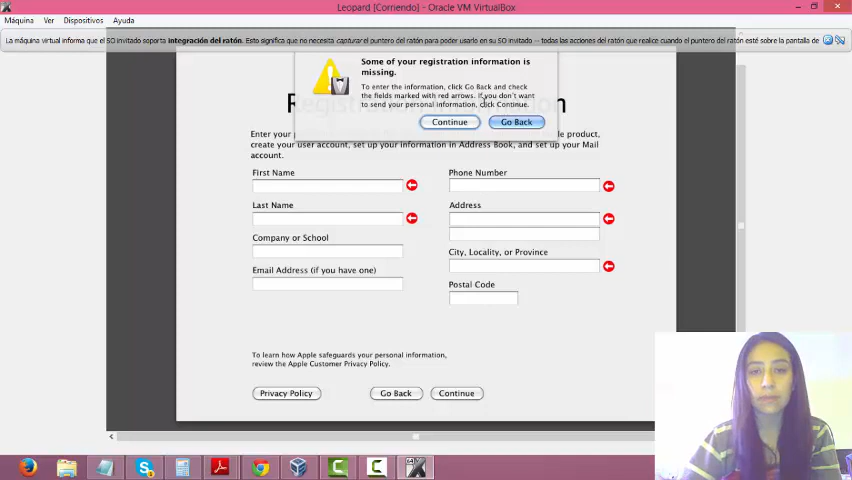 Leopard [Corriendo] - Oracle VM VirtualBox
Máquina Ver Dispositivos Ayuda
La máquina virtual informa que el SO invitado soporta integración del ratón. Esto significa que no necesita capturar el puntero del ratón para poder usarlo en su SO invitado -- todas las acciones del ratón que realice cuando el puntero del ratón esté sobre la pantalla de
Some of your registration information is
missing.
To enter the information, click Go Back and check
the fields marked with red arrows. If you don't want
to send your personal information, click Continue.
Continue Go Back
Enter your
product,
create your user account, set up your information in Address Book, and set up your Mail
account.
First Name
Phone Number
Last Name
Address
Company or School
City, Locality, or Province
Email Address (if you have one)
Postal Code
To learn how Apple safeguards your personal information,
review the Apple Customer Privacy Policy.
Privacy Policy Go Back Continue